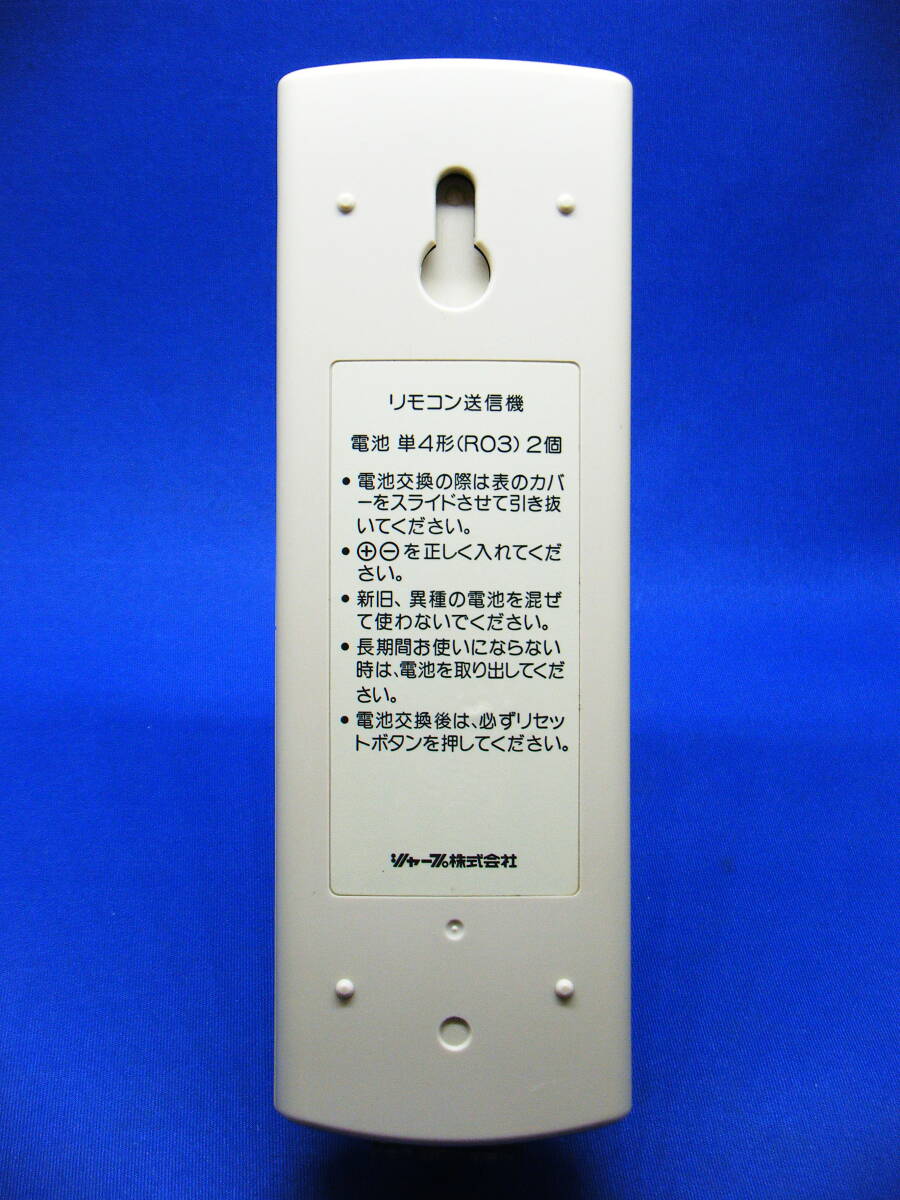 リモコン送信機
電池 単4形(R03) 2個
● 電池交換の際は表のカバ
ーをスライドさせて引き抜
いてください。
● ⊕⊖を正しく入れてくだ
さい。
● 新旧、異種の電池を混ぜ
て使わないでください。
● 長期間お使いにならない
時は、電池を取り出してくだ
さい。
● 電池交換後は、必ずリセッ
トボタンを押してください。
シャープ株式会社